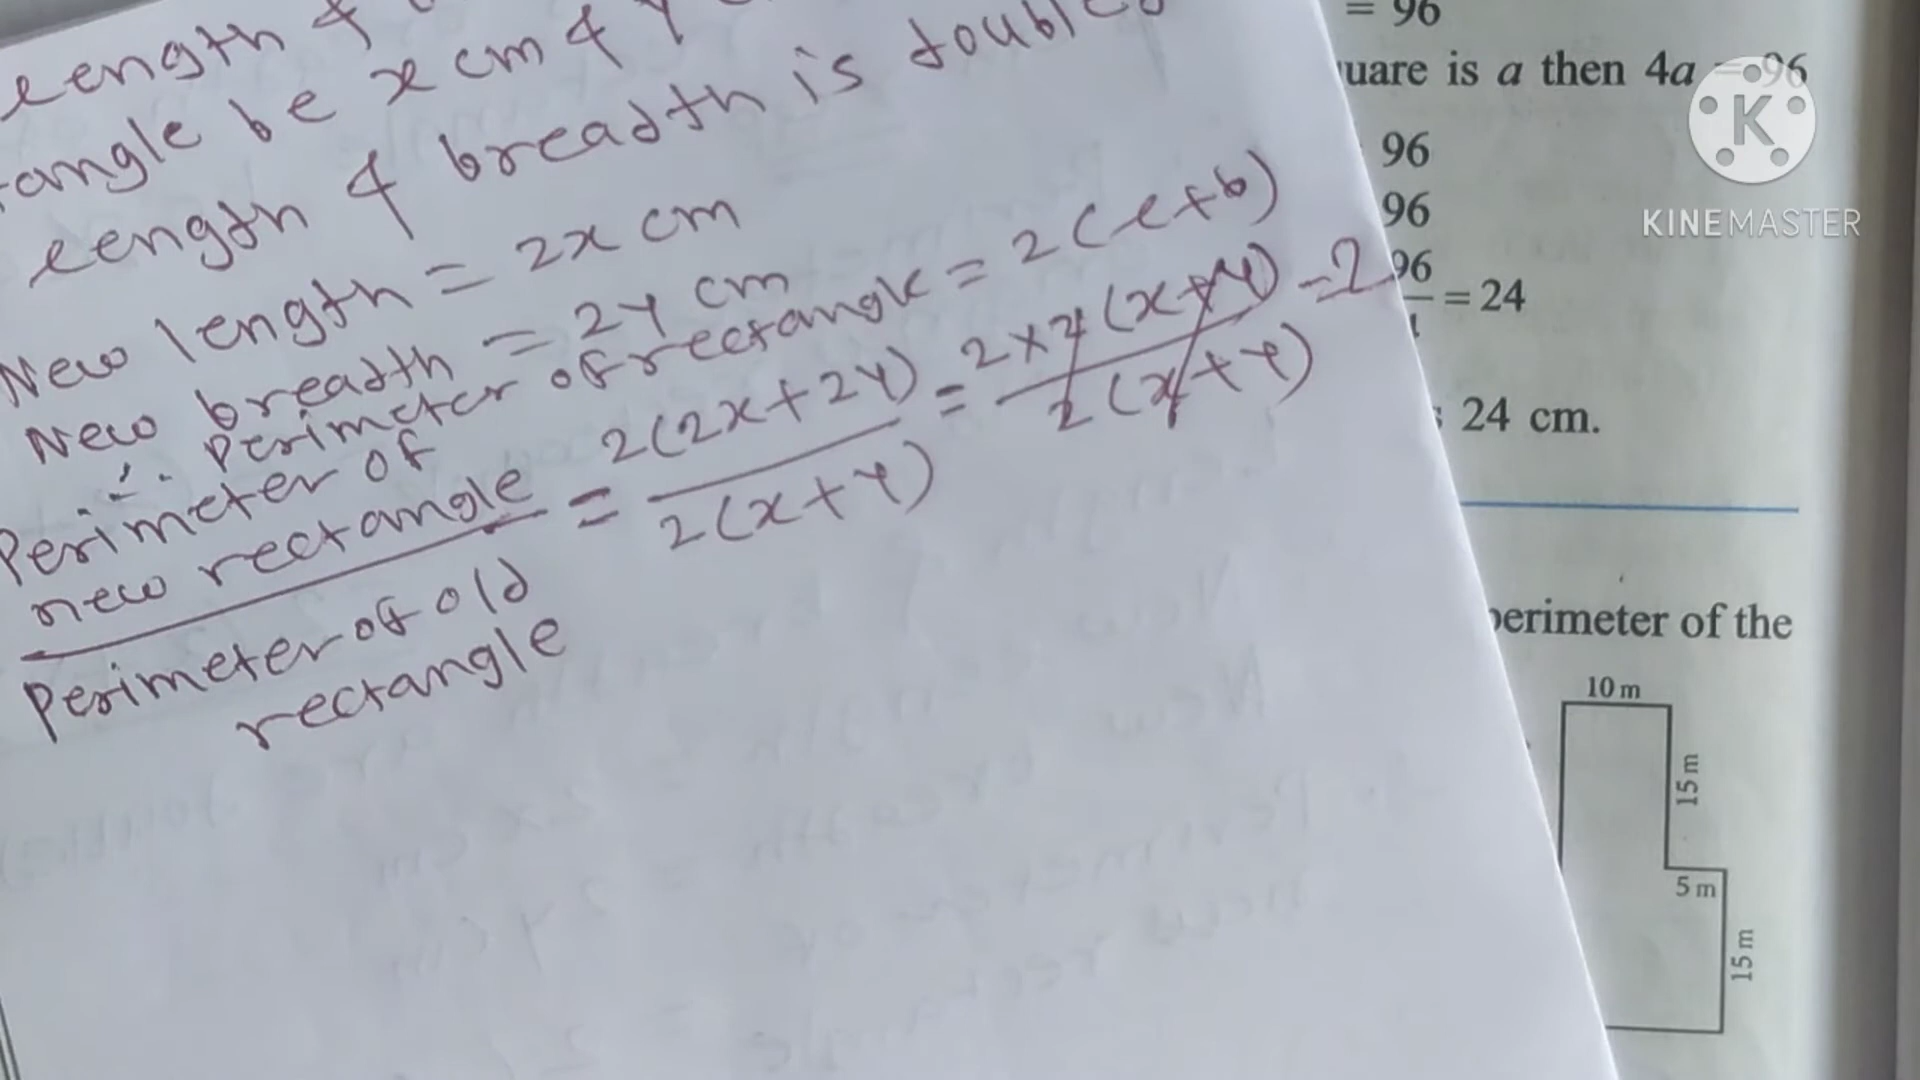 length &
angle be x cm & Y
length & breadth is doubled
New length = 2x cm
New breadth = 2Y cm
∴ Perimeter of rectangle = 2(l+b)
Perimeter of
new rectangle = 2(2x+2Y) = 2×2(x+Y) = 2
Perimeter of old 2(x+Y) 2(x+Y)
rectangle
= 96
uare is a then 4a = 96
96
96
96
= 24
24 cm.
perimeter of the
10 m
15 m
5 m
15 m
K
KINEMASTER